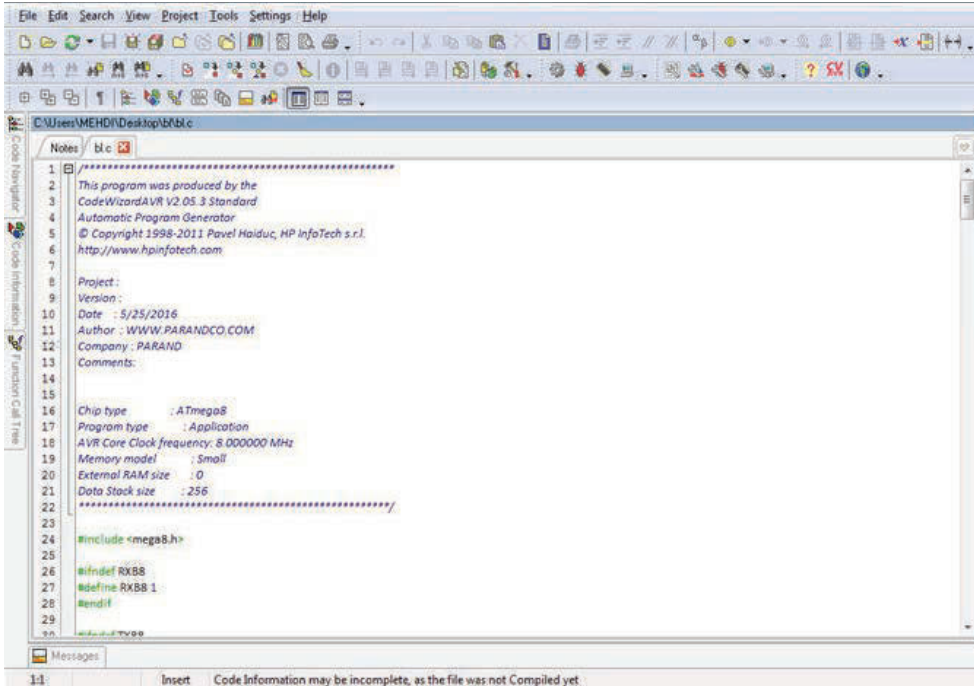 File Edit Search View Project Tools Settings Help
C:\Users\MEHDI\Desktop\bl\bl.c
Notes bl.c
Code Navigator
Code Information
Function Call Tree
1 /*****************************************************
2 This program was produced by the
3 CodeWizardAVR V2.05.3 Standard
4 Automatic Program Generator
5 © Copyright 1998-2011 Pavel Haiduc, HP InfoTech s.r.l.
6 http://www.hpinfotech.com
7
8 Project :
9 Version :
10 Date : 5/25/2016
11 Author : WWW.PARANDCO.COM
12 Company : PARAND
13 Comments:
14
15
16 Chip type : ATmega8
17 Program type : Application
18 AVR Core Clock frequency: 8.000000 MHz
19 Memory model : Small
20 External RAM size : 0
21 Data Stack size : 256
22 *****************************************************/
23
24 #include <mega8.h>
25
26 #ifndef RXB8
27 #define RXB8 1
28 #endif
29
30 #ifndef TXB8
Messages
1:1 Insert Code Information may be incomplete, as the file was not Compiled yet